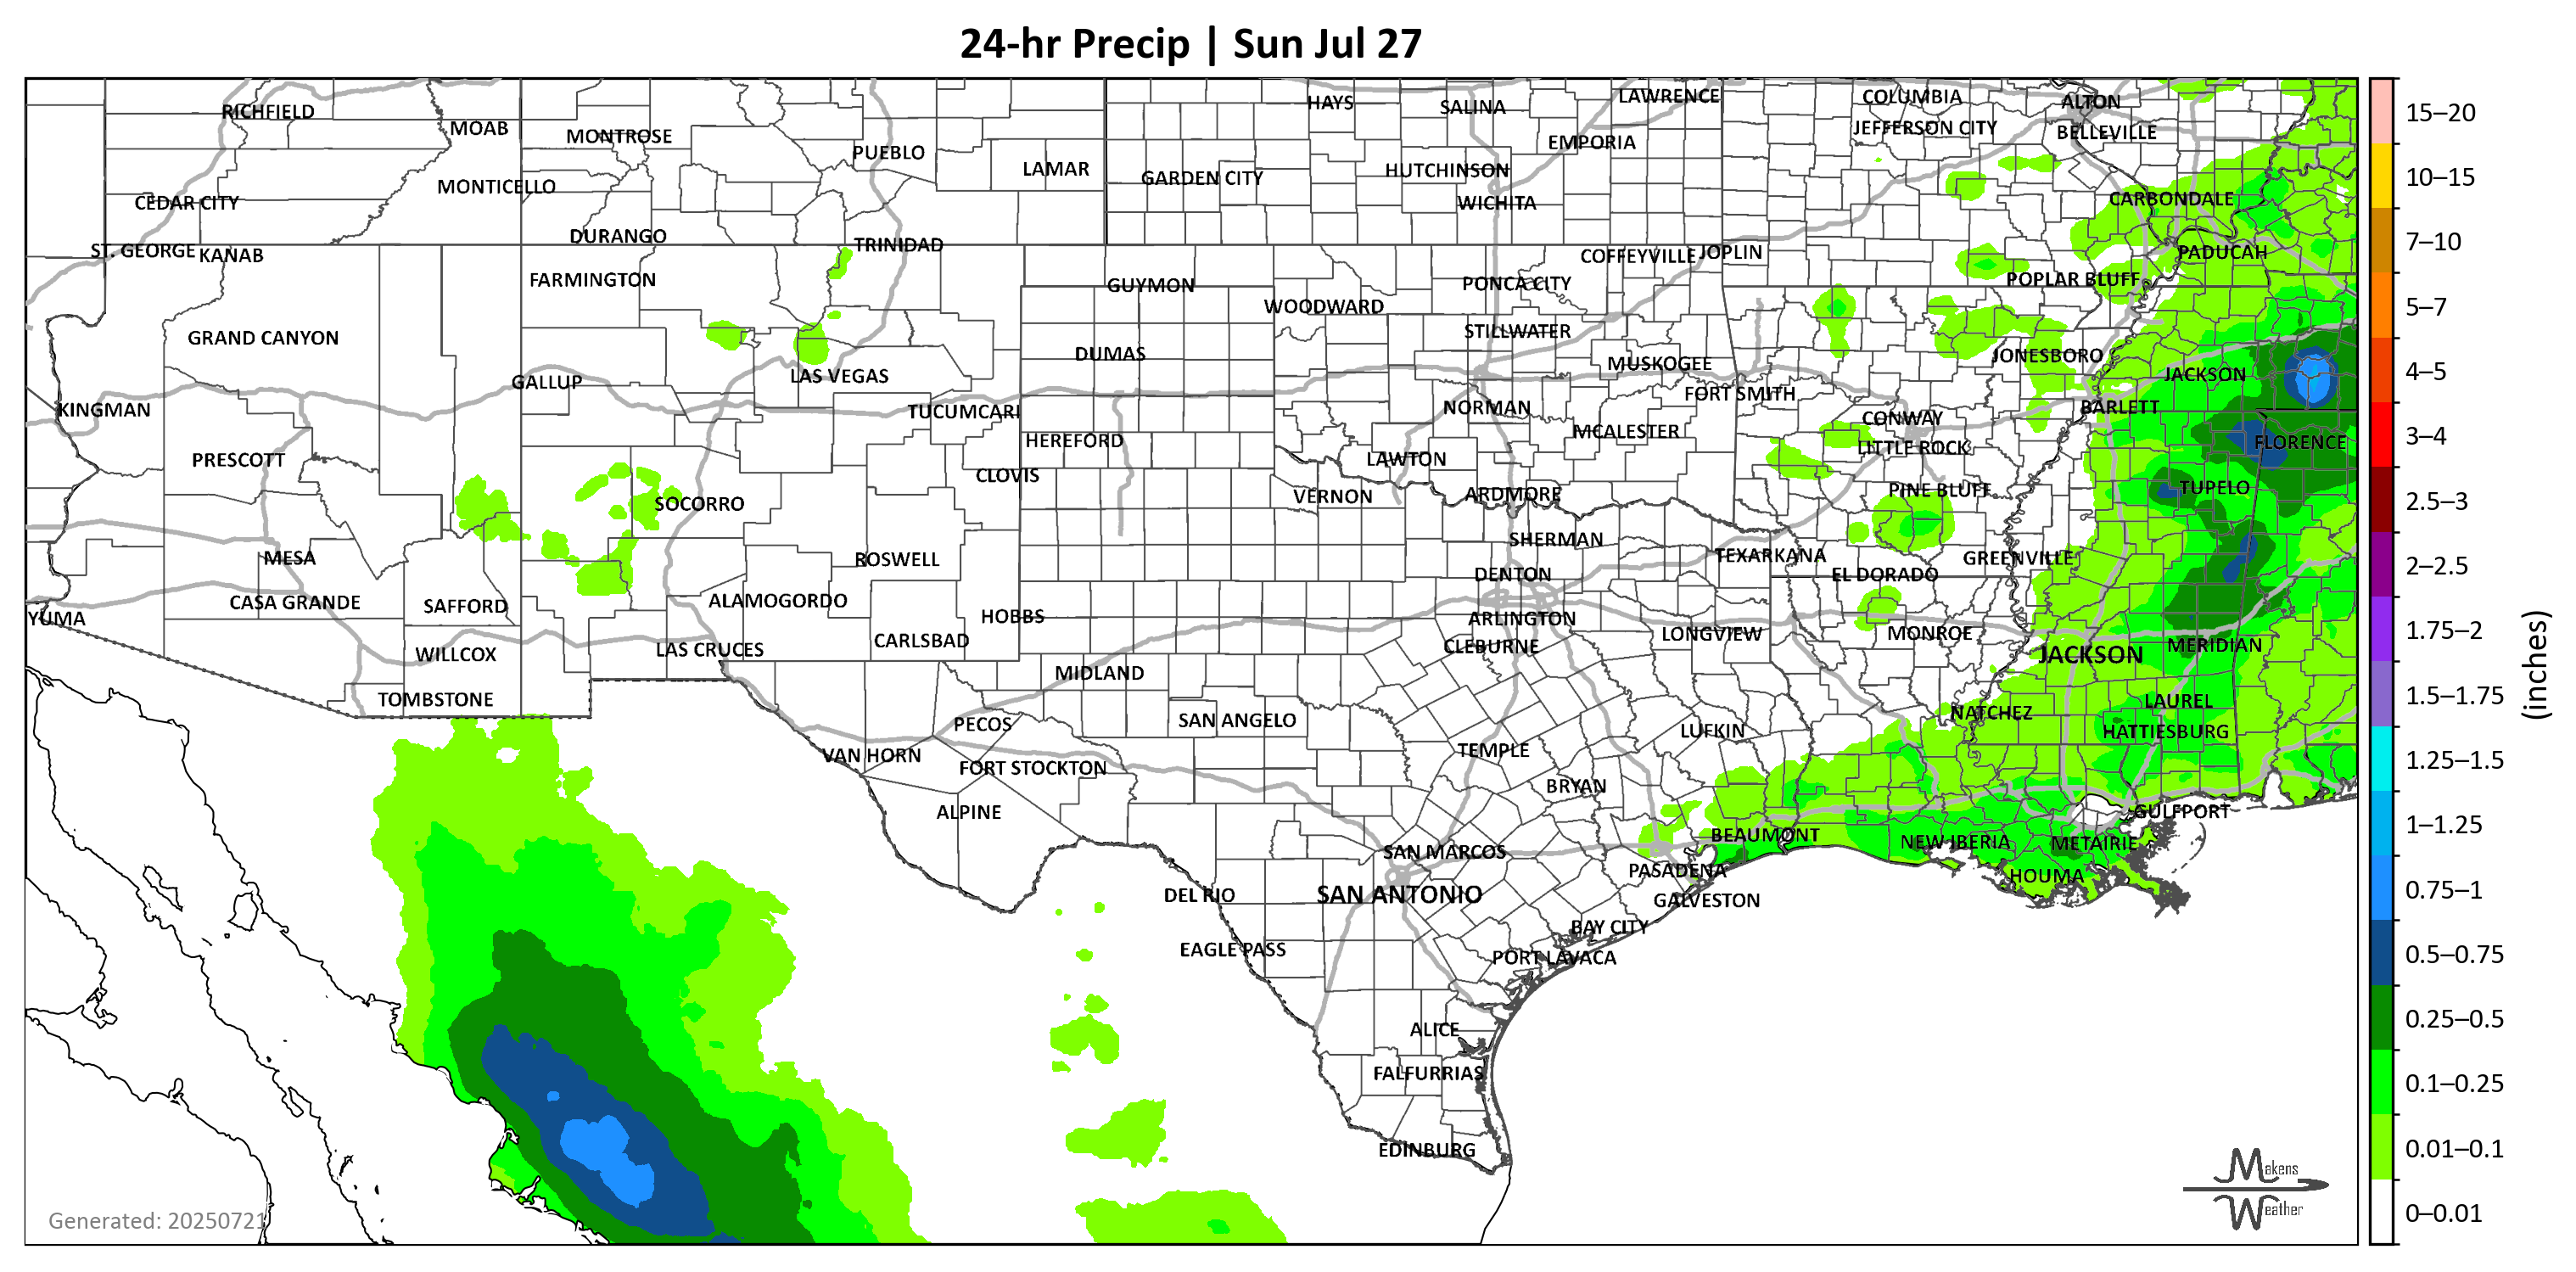 24-hr Precip | Sun Jul 27
RICHFIELD
MOAB
MONTROSE
PUEBLO
LAMAR
HAYS
SALINA
LAWRENCE
COLUMBIA
ALTON
JEFFERSON CITY
BELLEVILLE
EMPORIA
GARDEN CITY
HUTCHINSON
WICHITA
MONTICELLO
CEDAR CITY
CARBONDALE
DURANGO
TRINIDAD
ST. GEORGE
KANAB
COFFEYVILLE
JOPLIN
PADUCAH
FARMINGTON
GUYMON
PONCA CITY
POPLAR BLUFF
WOODWARD
GRAND CANYON
STILLWATER
DUMAS
JONESBORO
MUSKOGEE
LAS VEGAS
JACKSON
GALLUP
FORT SMITH
KINGMAN
TUCUMCARI
NORMAN
BARLETT
CONWAY
MCALESTER
HEREFORD
LITTLE ROCK
FLORENCE
PRESCOTT
LAWTON
CLOVIS
VERNON
ARDMORE
PINE BLUFF
TUPELO
SOCORRO
SHERMAN
MESA
ROSWELL
TEXARKANA
GREENVILLE
DENTON
EL DORADO
CASA GRANDE
SAFFORD
ALAMOGORDO
HOBBS
ARLINGTON
YUMA
LONGVIEW
MONROE
CARLSBAD
CLEBURNE
WILLCOX
LAS CRUCES
JACKSON
MERIDIAN
MIDLAND
TOMBSTONE
LAUREL
PECOS
SAN ANGELO
NATCHEZ
LUFKIN
HATTIESBURG
VAN HORN
TEMPLE
FORT STOCKTON
BRYAN
ALPINE
GULFPORT
BEAUMONT
NEW IBERIA
METAIRIE
SAN MARCOS
PASADENA
HOUMA
DEL RIO
SAN ANTONIO
GALVESTON
BAY CITY
EAGLE PASS
PORT LAVACA
ALICE
FALFURRIAS
EDINBURG
Generated: 20250721
Makens
Weather
15–20
10–15
7–10
5–7
4–5
3–4
2.5–3
2–2.5
1.75–2
1.5–1.75
1.25–1.5
1–1.25
0.75–1
0.5–0.75
0.25–0.5
0.1–0.25
0.01–0.1
0–0.01
(inches)